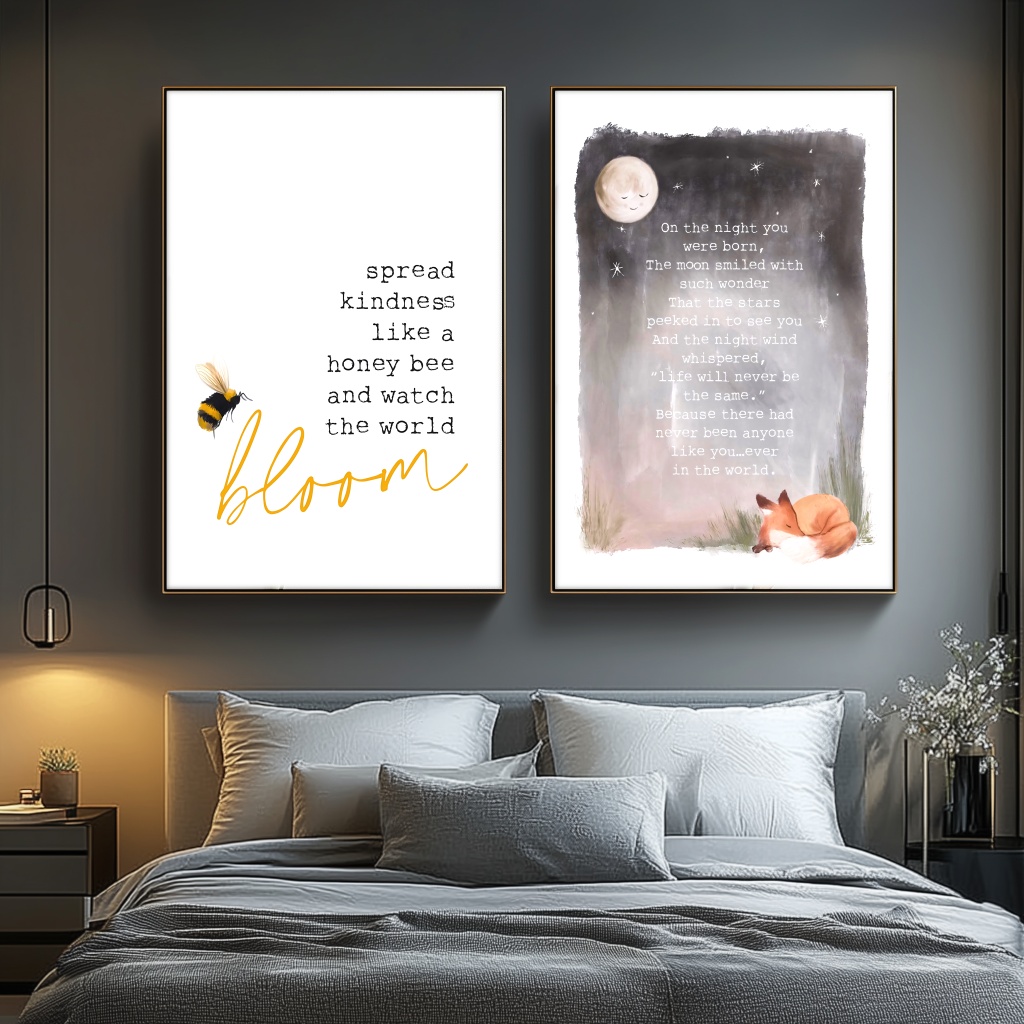 spread
kindness
like a
honey bee
and watch
the world
bloom
On the night you
were born,
The moon smiled with
such wonder
That the stars
peeked in to see you
And the night wind
whispered,
“life will never be
the same.”
Because there had
never been anyone
like you...ever
in the world.